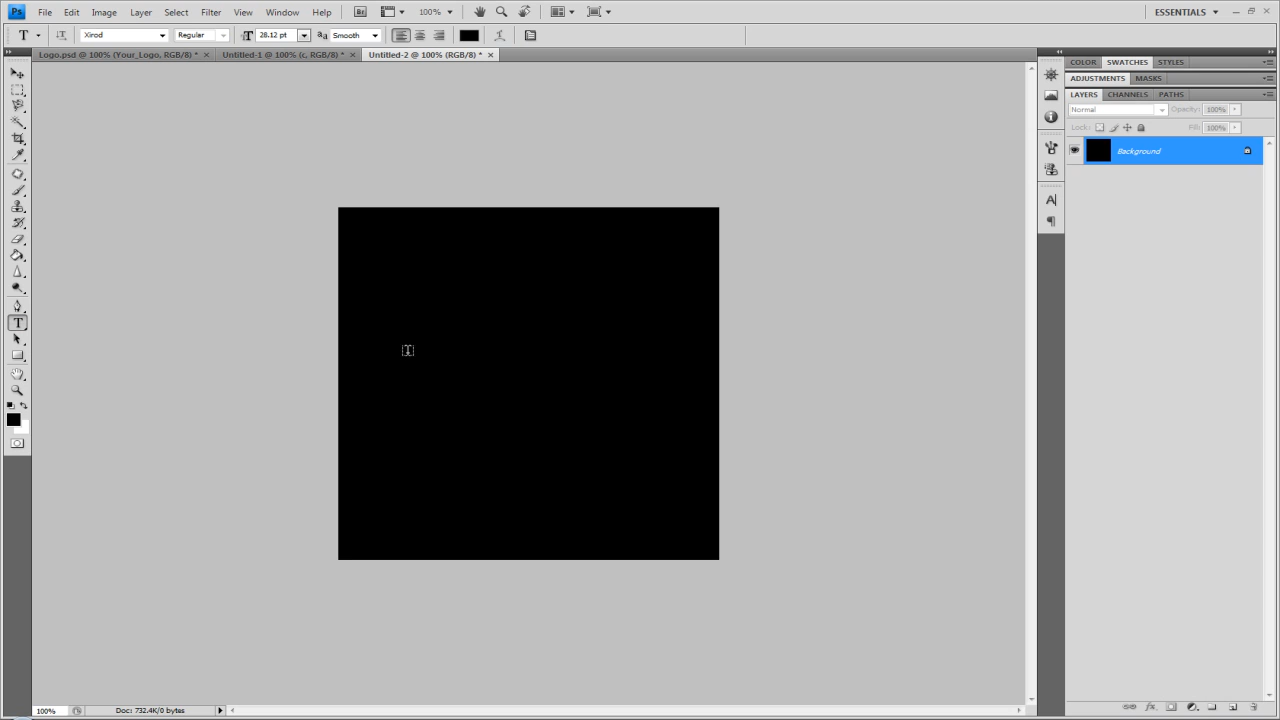 Ps File Edit Image Layer Select Filter View Window Help Br 100% ESSENTIALS
T Xirod Regular T 28.12 pt aa Smooth
Logo.psd @ 100% (Your_Logo, RGB/8) * × Untitled-1 @ 100% (c, RGB/8) * × Untitled-2 @ 100% (RGB/8) * ×
COLOR SWATCHES STYLES
ADJUSTMENTS MASKS
LAYERS CHANNELS PATHS
Normal Opacity: 100%
Lock: Fill: 100%
Background
100% Doc: 732.4K/0 bytes